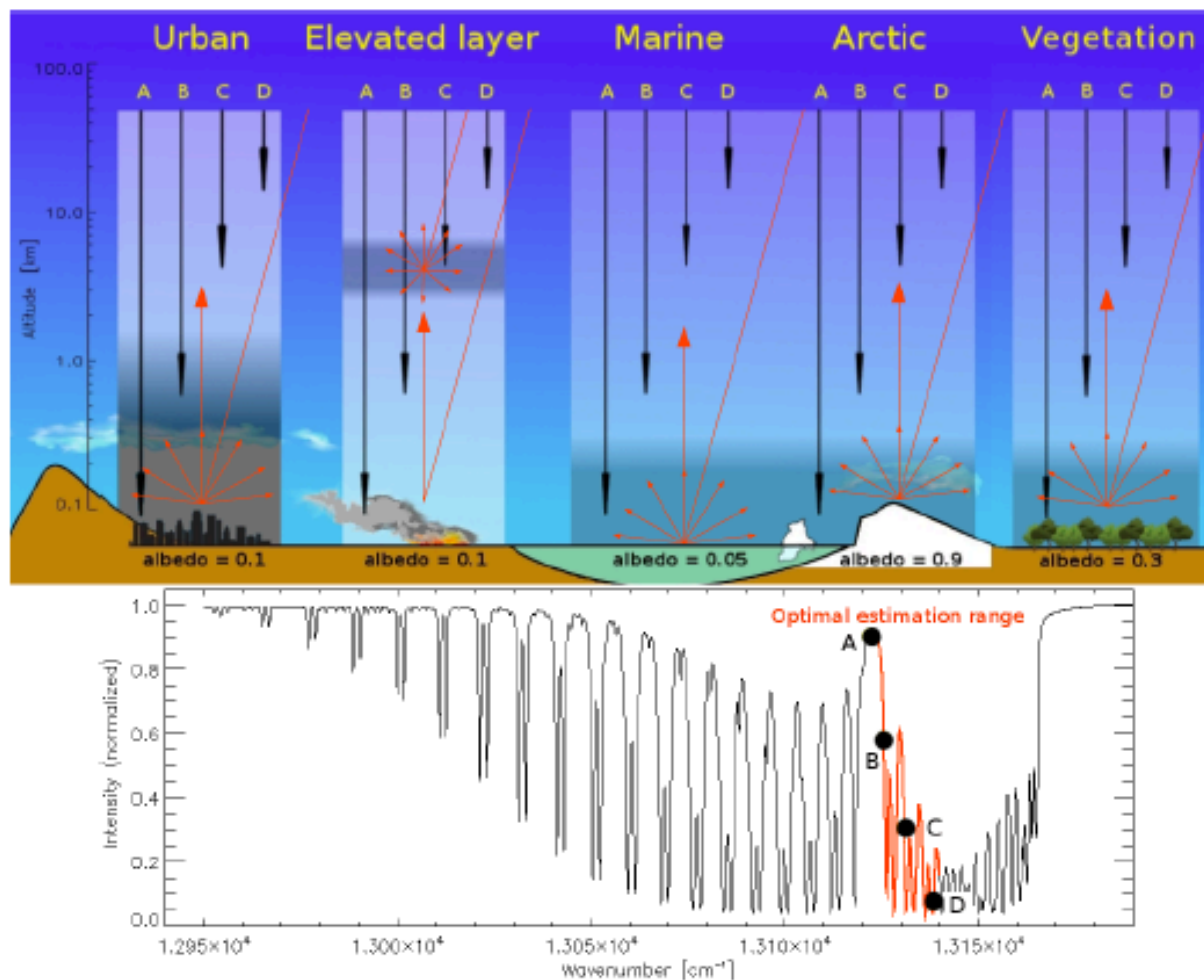 Urban Elevated layer Marine Arctic Vegetation
100.0
A B C D A B C D A B C D A B C D A B C D
10.0
Altitude [km]
1.0
0.1
albedo = 0.1 albedo = 0.1 albedo = 0.05 albedo = 0.9 albedo = 0.3
1.0
Optimal estimation range
A
0.8
B
0.6
Intensity (normalized)
0.4
C
0.2
D
0.0
1.295×10⁴ 1.300×10⁴ 1.305×10⁴ 1.310×10⁴ 1.315×10⁴
Wavenumber [cm⁻¹]